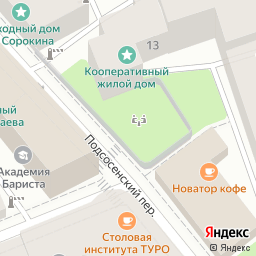 ходный дом
Сорокина
13
Кооперативный
жилой дом
ный
аева
Подсосенский пер.
Академия
Бариста
Новатор кофе
Столовая
института ТУРО
Яндекс